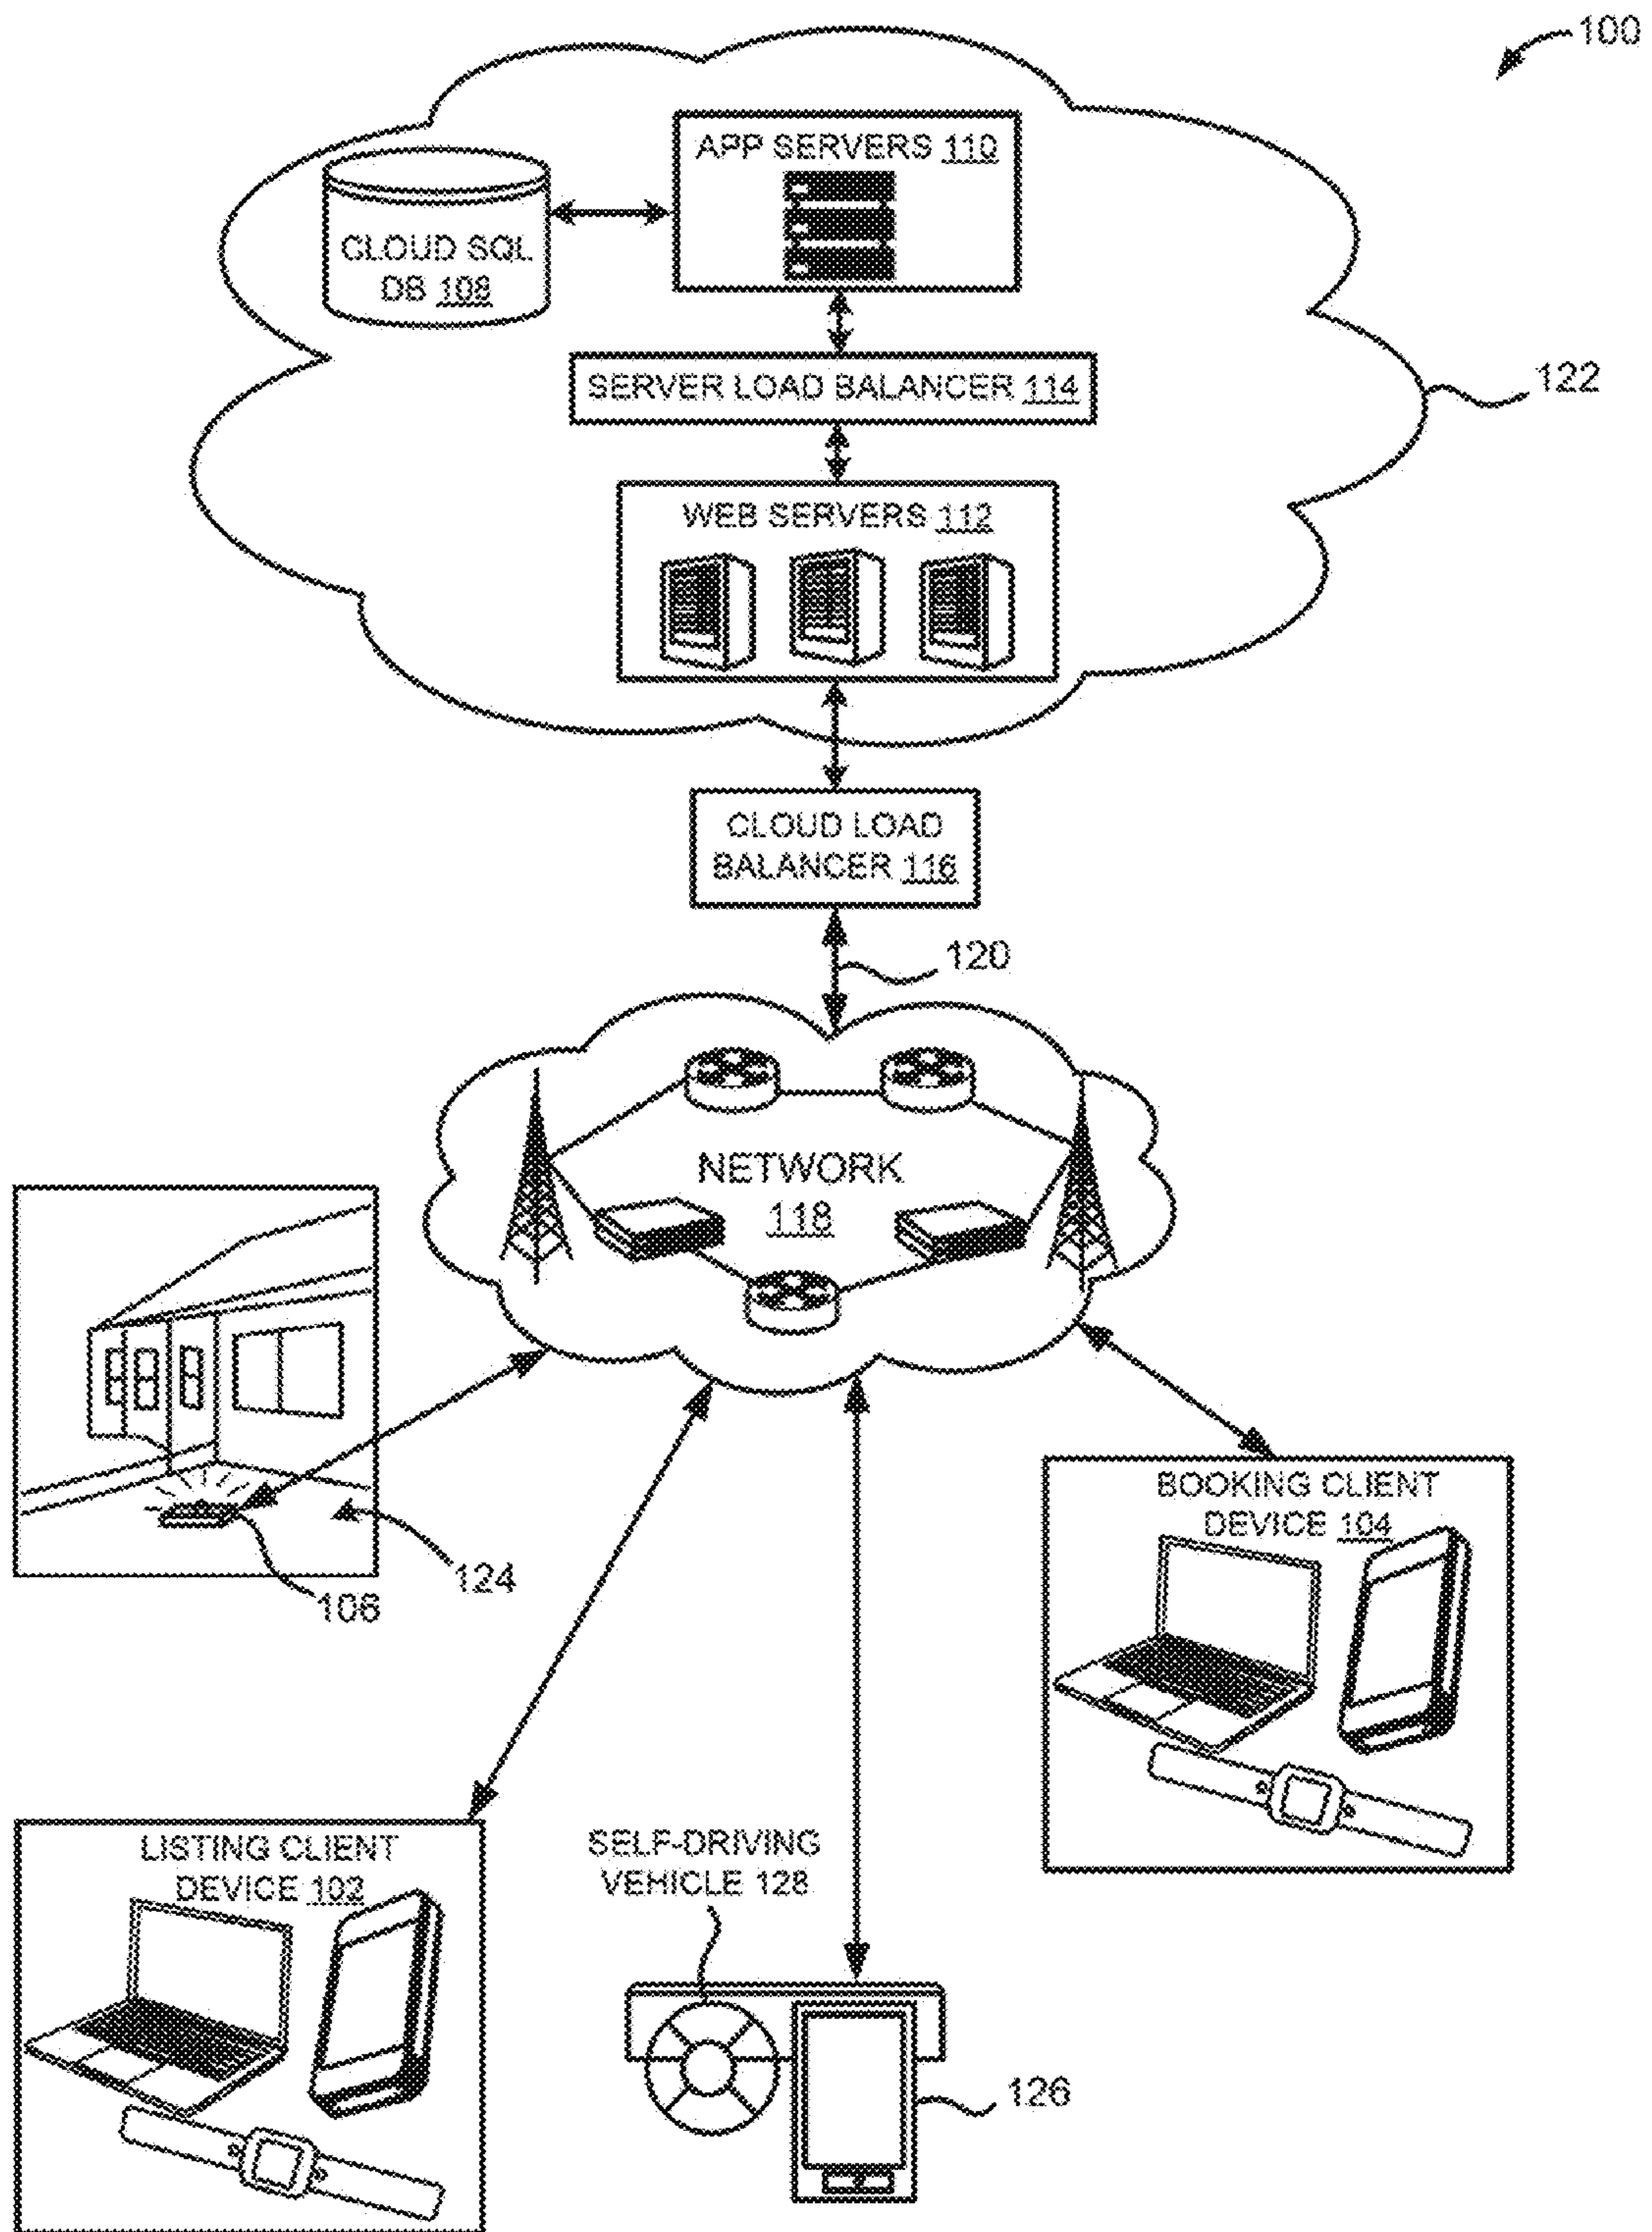 100
APP SERVERS 110
CLOUD SQL
DB 108
SERVER LOAD BALANCER 114
122
WEB SERVERS 112
CLOUD LOAD
BALANCER 116
120
NETWORK
118
124
106
BOOKING CLIENT
DEVICE 104
LISTING CLIENT
DEVICE 102
SELF-DRIVING
VEHICLE 128
126